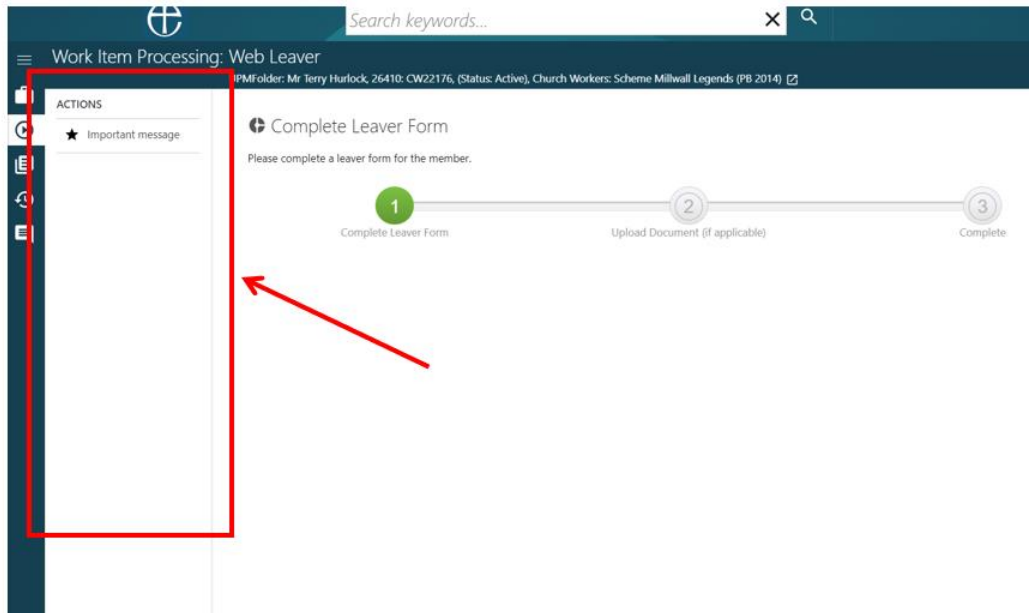 Search keywords...
Work Item Processing: Web Leaver
PMFolder: Mr Terry Hurlock, 26410: CW22176, (Status: Active), Church Workers: Scheme Millwall Legends (PB 2014)
ACTIONS
Important message
Complete Leaver Form
Please complete a leaver form for the member.
1
2
3
Complete Leaver Form
Upload Document (if applicable)
Complete